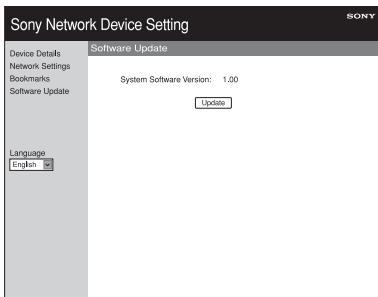 Sony Network Device Setting
SONY
Device Details
Network Settings
Bookmarks
Software Update
Language
English
Software Update
System Software Version: 1.00
Update